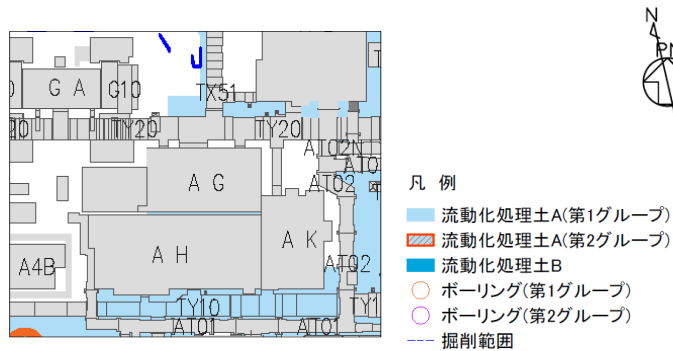 N
PN
G A
G10
TX51
TY20
TY20
AT02N
AT02
A G
A K
A H
A4B
AT02
TY10
AT01
AT01
凡 例
流動化処理土A(第1グループ)
流動化処理土A(第2グループ)
流動化処理土B
ボーリング(第1グループ)
ボーリング(第2グループ)
掘削範囲